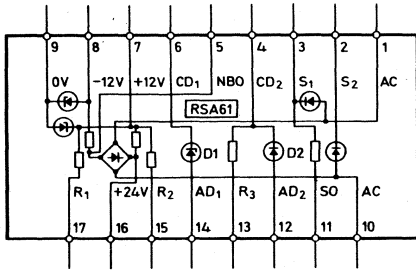 9 8 7 6 5 4 3 2 1
0V -12V +12V CD₁ NBO CD₂ S₁ S₂ AC
RSA61
D1 D2
R₁ +24V R₂ AD₁ R₃ AD₂ SO AC
17 16 15 14 13 12 11 10